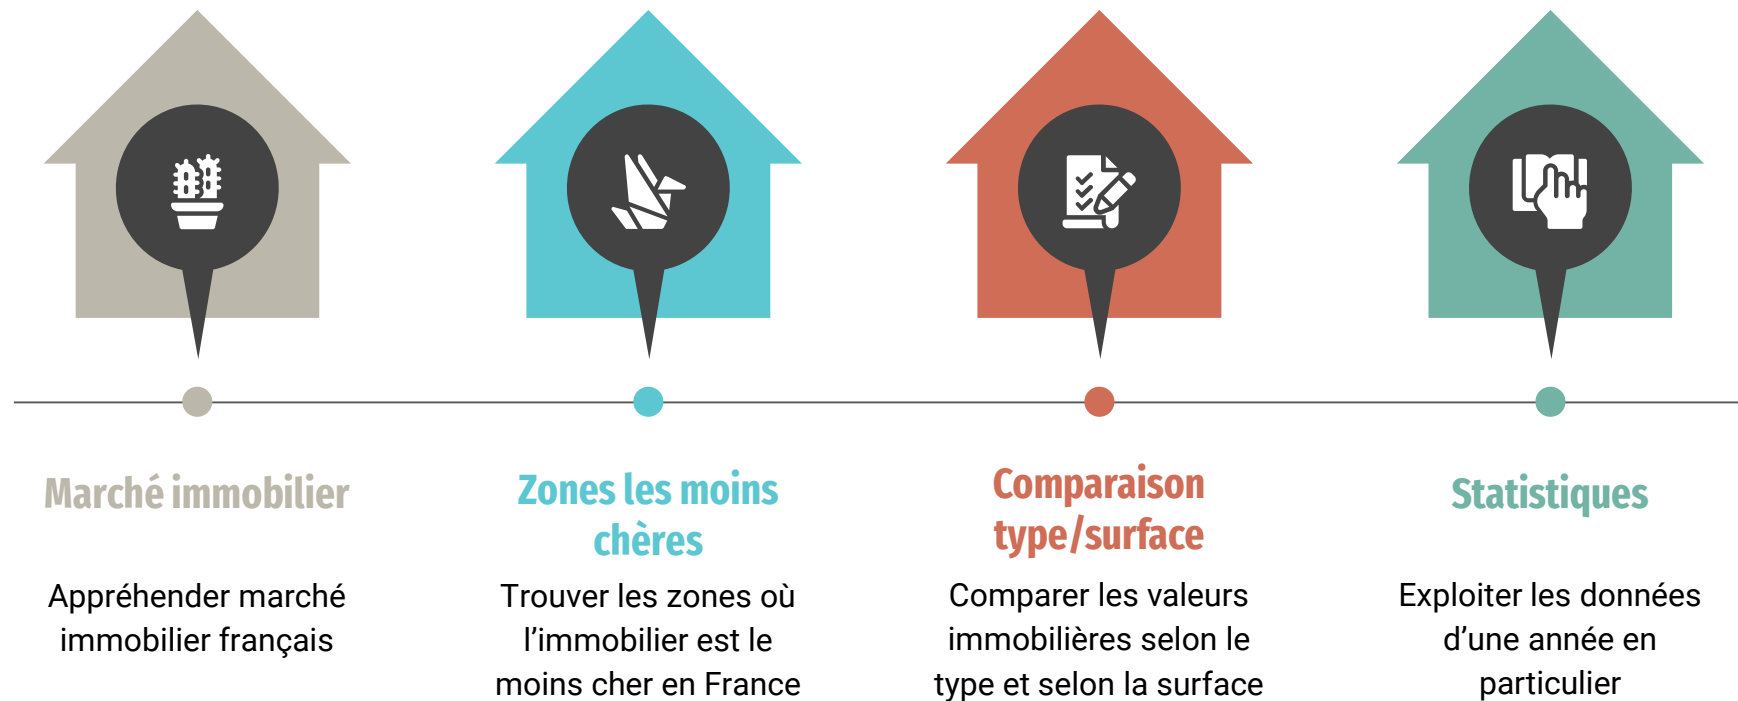 Marché immobilier
Appréhender marché
immobilier français
Zones les moins
chères
Trouver les zones où
l’immobilier est le
moins cher en France
Comparaison
type/surface
Comparer les valeurs
immobilières selon le
type et selon la surface
Statistiques
Exploiter les données
d’une année en
particulier